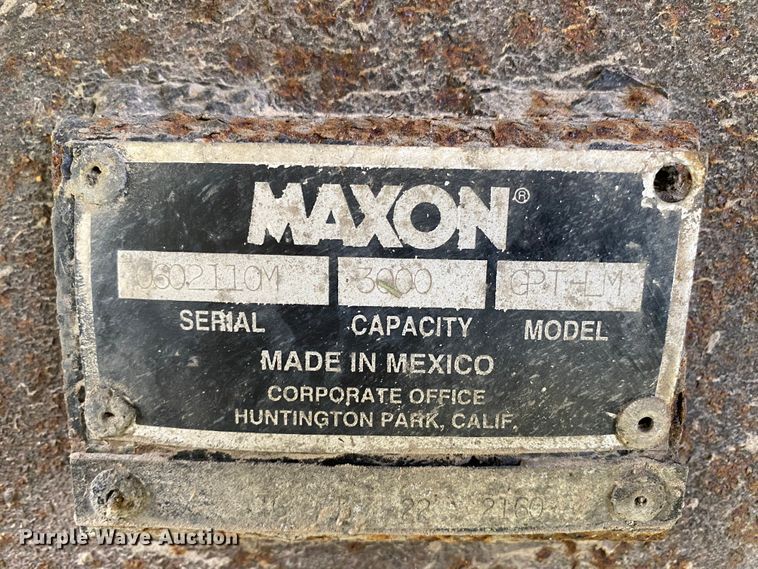 MAXON®
0602110M 3000 GPT-LM
SERIAL CAPACITY MODEL
MADE IN MEXICO
CORPORATE OFFICE
HUNTINGTON PARK, CALIF.
2160
Purple Wave Auction